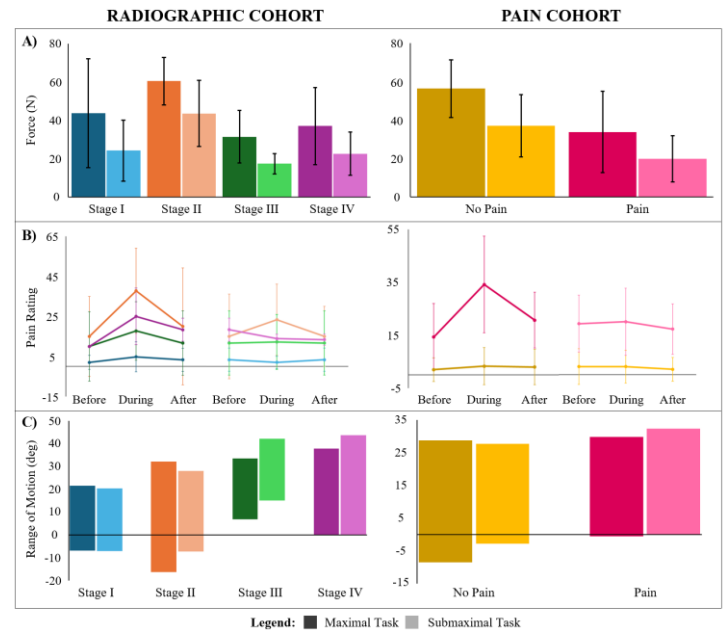 RADIOGRAPHIC COHORT PAIN COHORT
A)
Force (N)
80
60
40
20
0
Stage I Stage II Stage III Stage IV
80
60
40
20
0
No Pain Pain
B)
Pain Rating
65
45
25
5
-15
Before During After Before During After
55
35
15
-5
Before During After Before During After
C)
Range of Motion (deg)
50
40
30
20
10
0
-10
-20
Stage I Stage II Stage III Stage IV
35
25
15
5
-5
-15
No Pain Pain
Legend: Maximal Task Submaximal Task